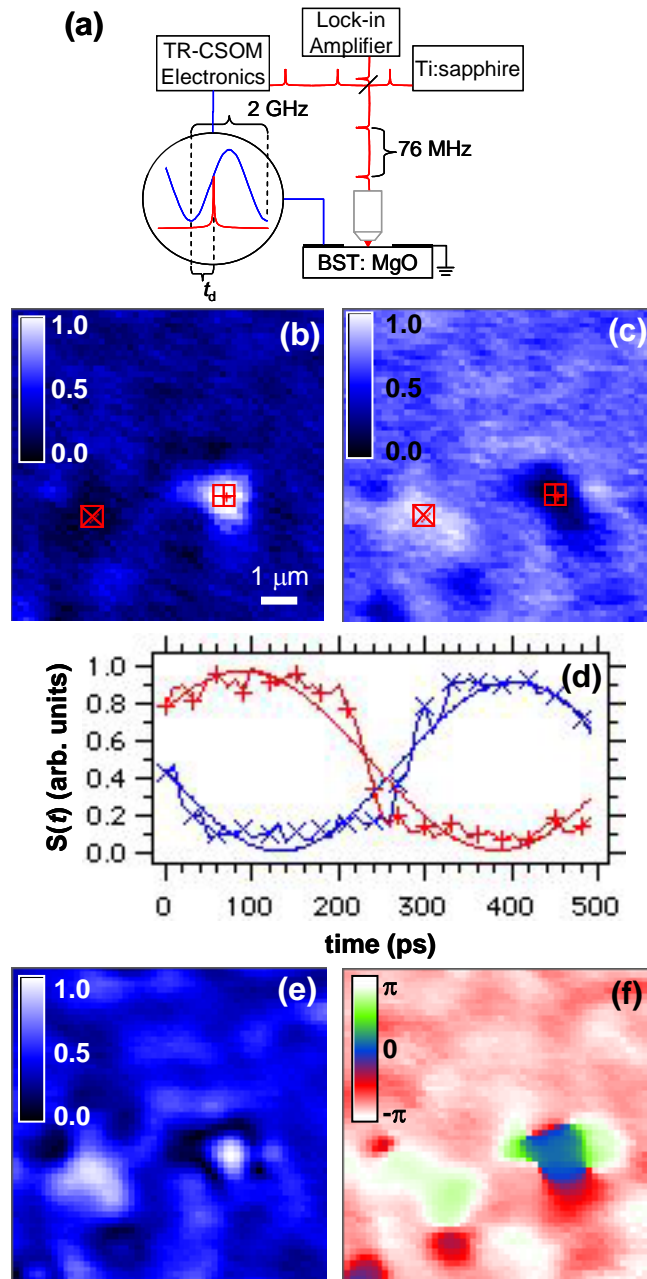 (a)
Lock-in
Amplifier
TR-CSOM
Electronics
Ti:sapphire
2 GHz
76 MHz
BST: MgO
td
1.0
0.5
0.0
(b)
1 μm
1.0
0.5
0.0
(c)
S(t) (arb. units)
1.0
0.8
0.6
0.4
0.2
0.0
(d)
0
100
200
300
400
500
time (ps)
1.0
0.5
0.0
(e)
π
0
-π
(f)